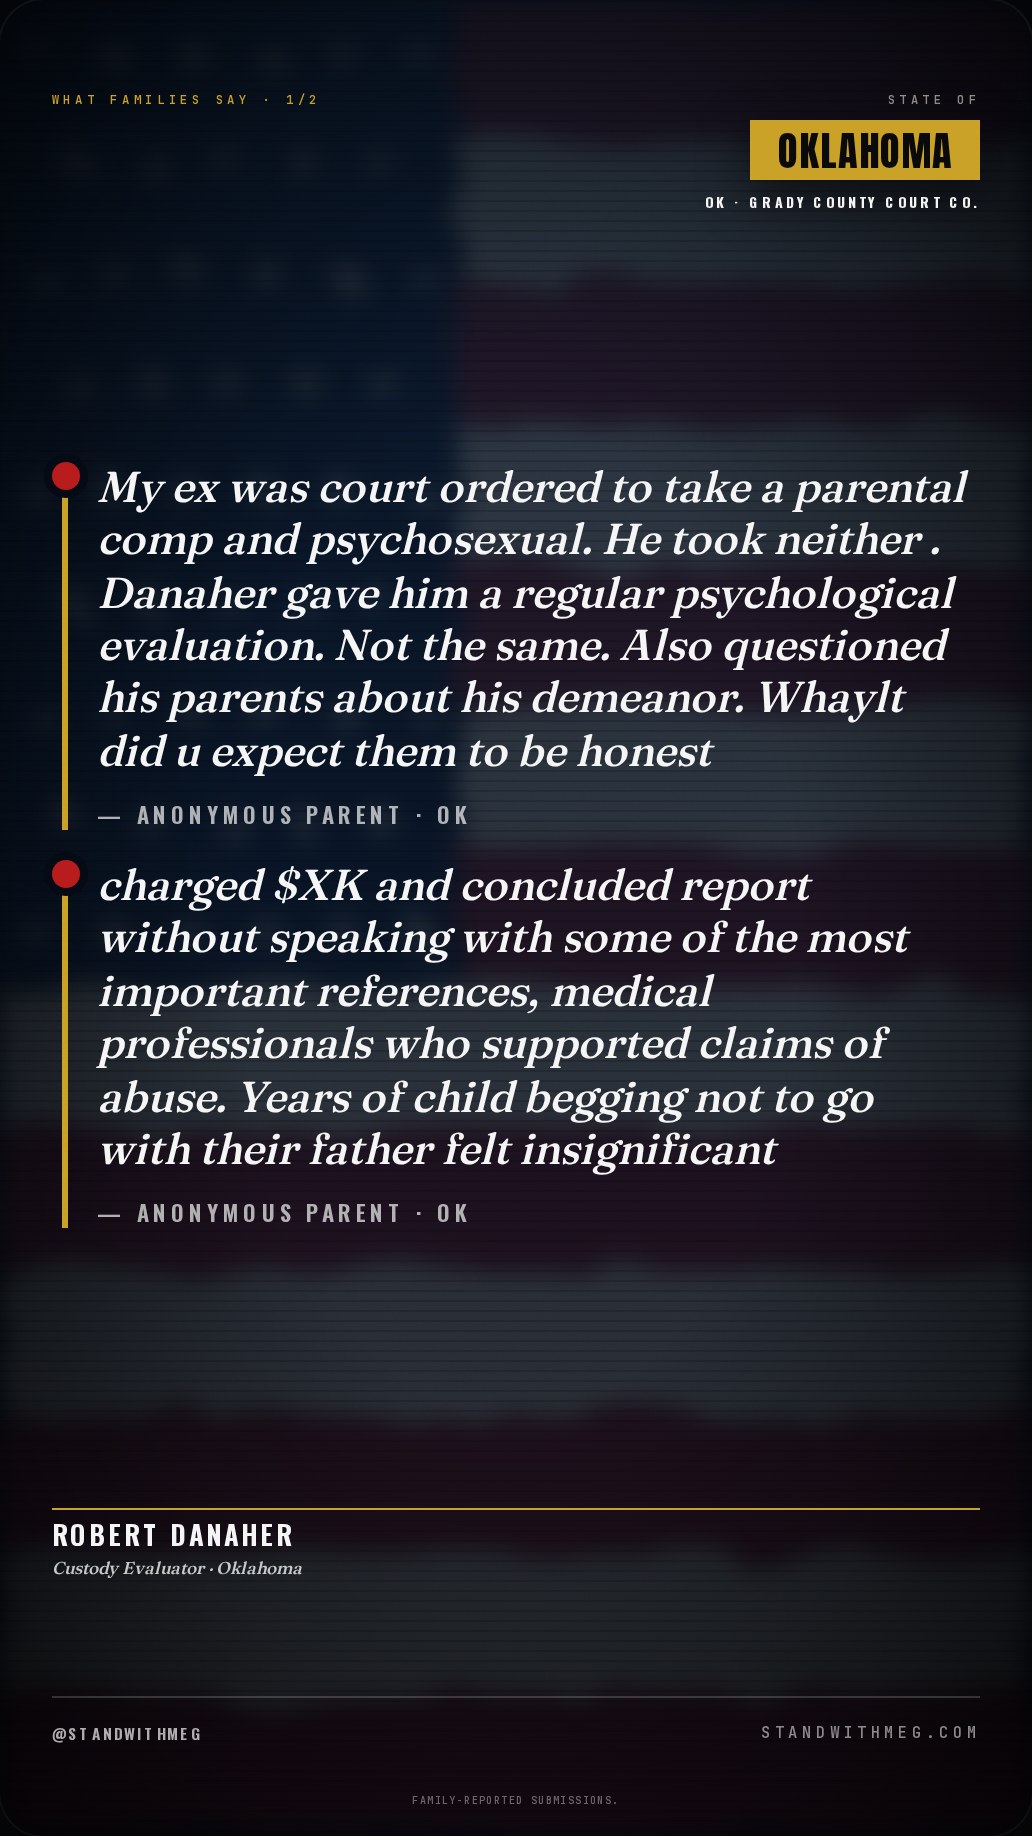 WHAT FAMILIES SAY · 1/2
STATE OF
OKLAHOMA
OK · GRADY COUNTY COURT CO.
My ex was court ordered to take a parental
comp and psychosexual. He took neither .
Danaher gave him a regular psychological
evaluation. Not the same. Also questioned
his parents about his demeanor. Whaylt
did u expect them to be honest
— ANONYMOUS PARENT · OK
charged $XK and concluded report
without speaking with some of the most
important references, medical
professionals who supported claims of
abuse. Years of child begging not to go
with their father felt insignificant
— ANONYMOUS PARENT · OK
ROBERT DANAHER
Custody Evaluator · Oklahoma
@STANDWITHMEG
STANDWITHMEG.COM
FAMILY-REPORTED SUBMISSIONS.